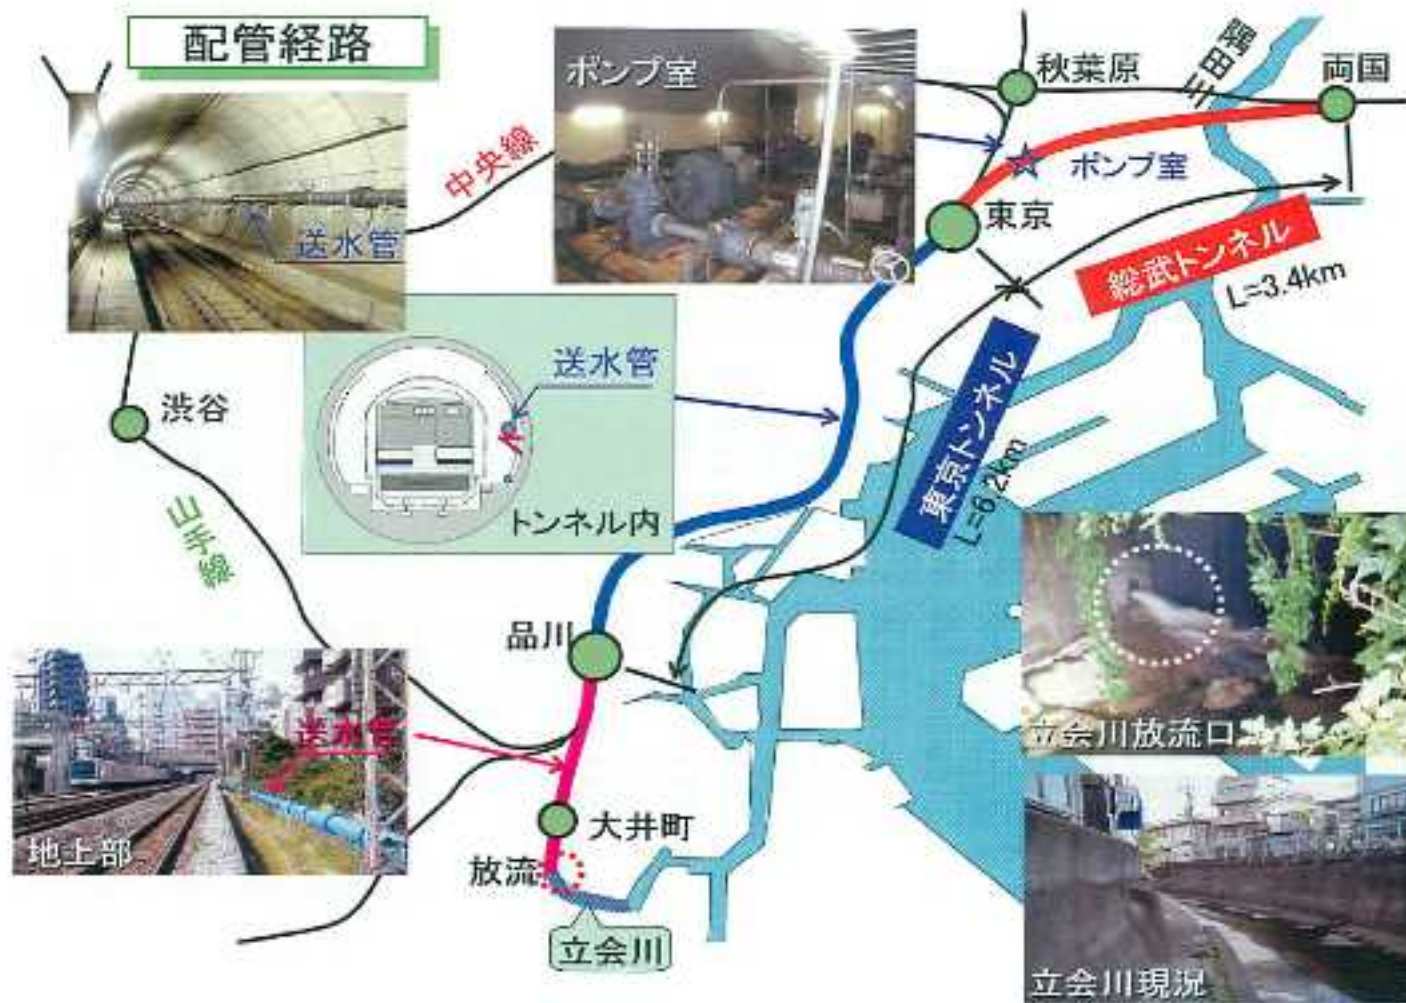 配管経路
ポンプ室
秋葉原
隅田川
両国
中央線
送水管
ポンプ室
東京
総武トンネル
L=3.4km
送水管
東京トンネル
L=6.2km
渋谷
トンネル内
山手線
品川
送水管
立会川放流口
大井町
地上部
放流
立会川
立会川現況